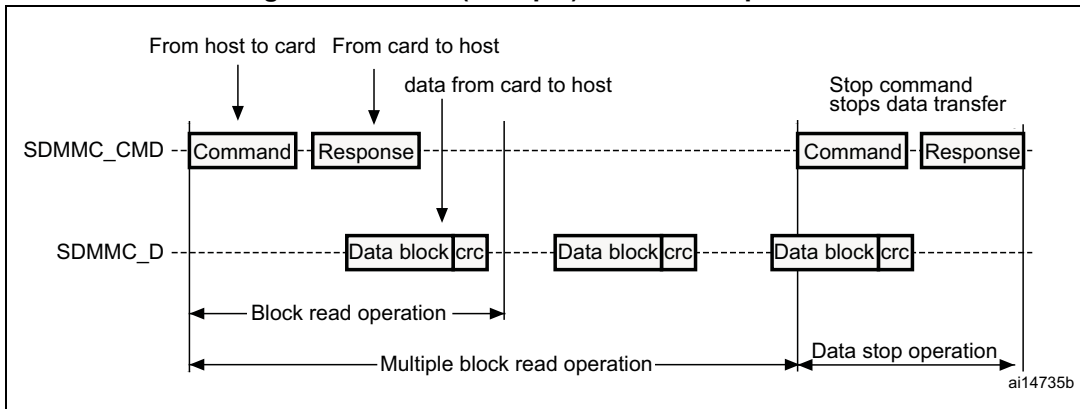 From host to card
From card to host
data from card to host
Stop command
stops data transfer
SDMMC_CMD
Command
Response
Command
Response
SDMMC_D
Data block
crc
Data block
crc
Data block
crc
Block read operation
Multiple block read operation
Data stop operation
ai14735b